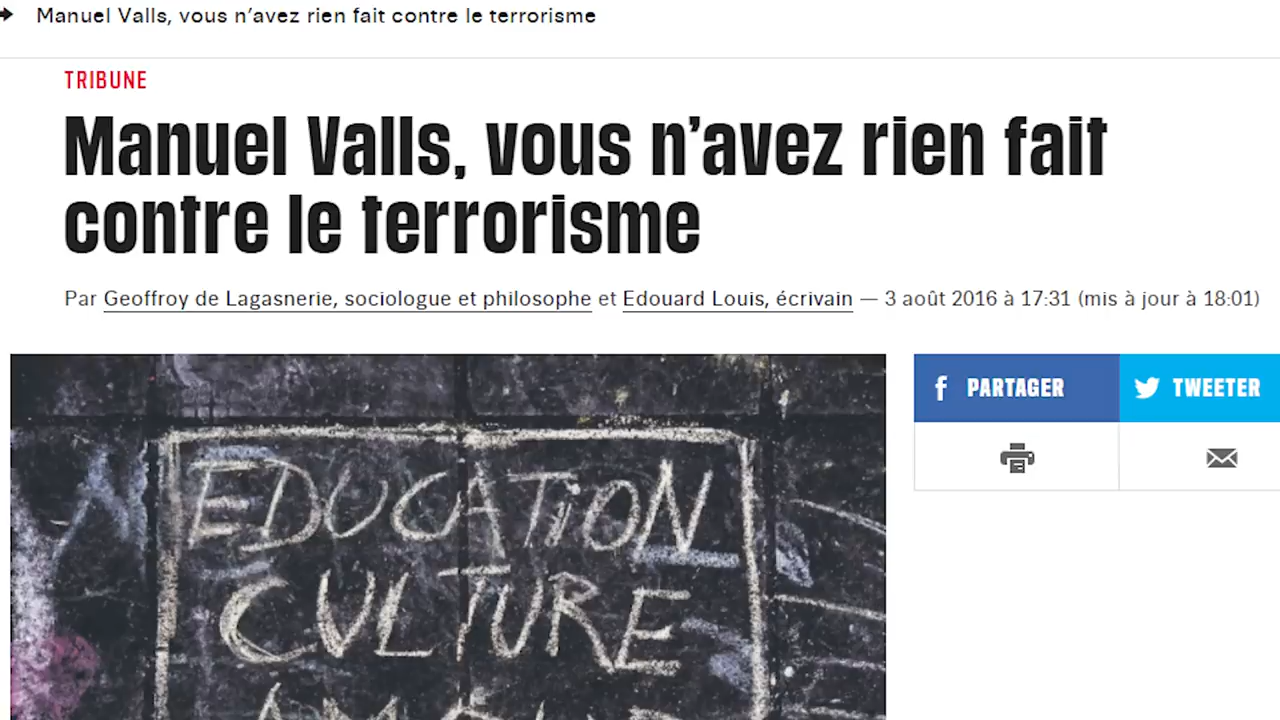 Manuel Valls, vous n’avez rien fait contre le terrorisme
TRIBUNE
Manuel Valls, vous n’avez rien fait
contre le terrorisme
Par Geoffroy de Lagasnerie, sociologue et philosophe et Edouard Louis, écrivain — 3 août 2016 à 17:31 (mis à jour à 18:01)
PARTAGER
TWEETER
EDUCATION
CULTURE